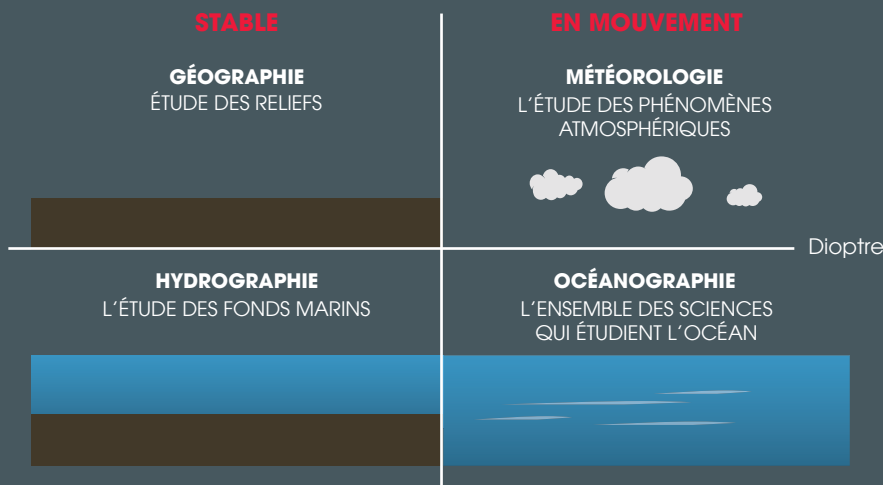 STABLE
EN MOUVEMENT
GÉOGRAPHIE
ÉTUDE DES RELIEFS
MÉTÉOROLOGIE
L'ÉTUDE DES PHÉNOMÈNES
ATMOSPHÉRIQUES
Dioptre
HYDROGRAPHIE
L'ÉTUDE DES FONDS MARINS
OCÉANOGRAPHIE
L'ENSEMBLE DES SCIENCES
QUI ÉTUDIENT L'OCÉAN